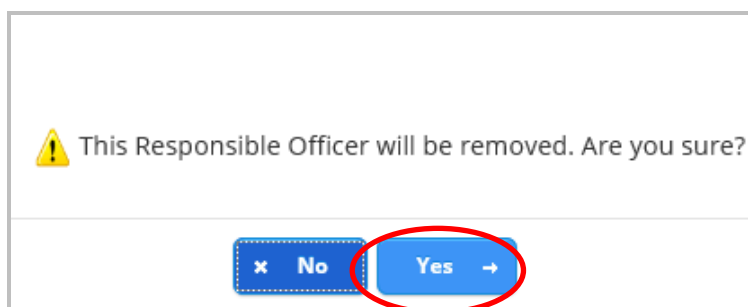 This Responsible Officer will be removed. Are you sure?
No Yes